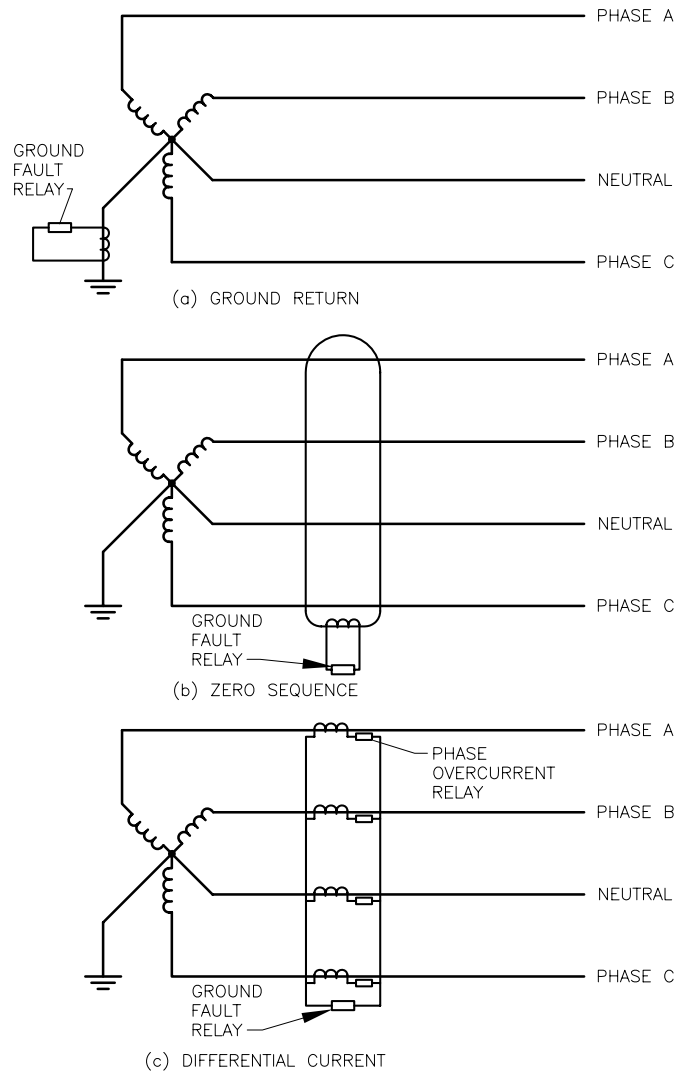 PHASE A
PHASE B
GROUND
FAULT
RELAY
NEUTRAL
PHASE C
(a) GROUND RETURN
PHASE A
PHASE B
NEUTRAL
PHASE C
GROUND
FAULT
RELAY
(b) ZERO SEQUENCE
PHASE A
PHASE
OVERCURRENT
RELAY
PHASE B
NEUTRAL
PHASE C
GROUND
FAULT
RELAY
(c) DIFFERENTIAL CURRENT